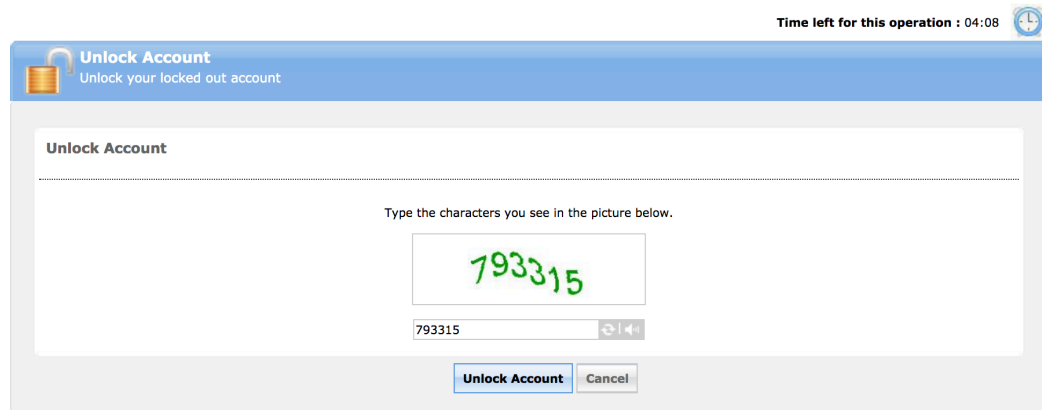 Time left for this operation : 04:08
Unlock Account
Unlock your locked out account
Unlock Account
Type the characters you see in the picture below.
793315
793315
Unlock Account Cancel